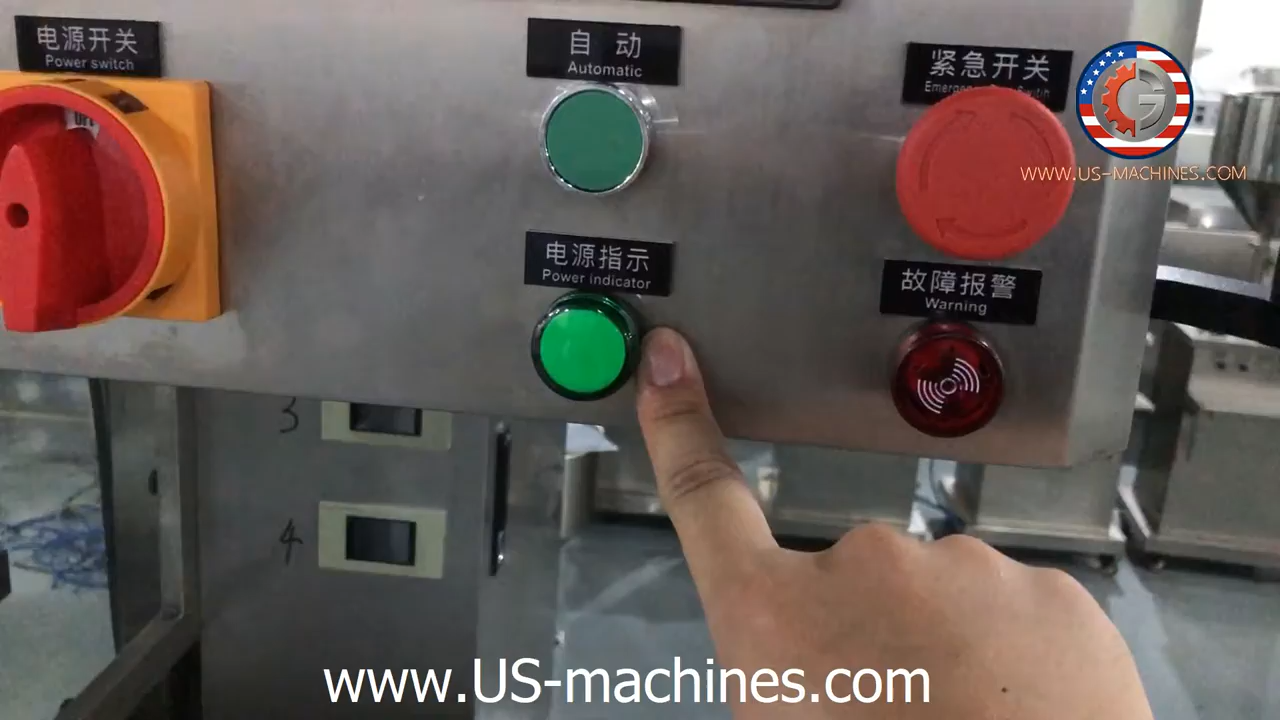 电源开关
Power switch
OFF
自动
Automatic
紧急开关
电源指示
Power indicator
故障报警
Warning
3
4
G
WWW.US-MACHINES.COM
www.US-machines.com